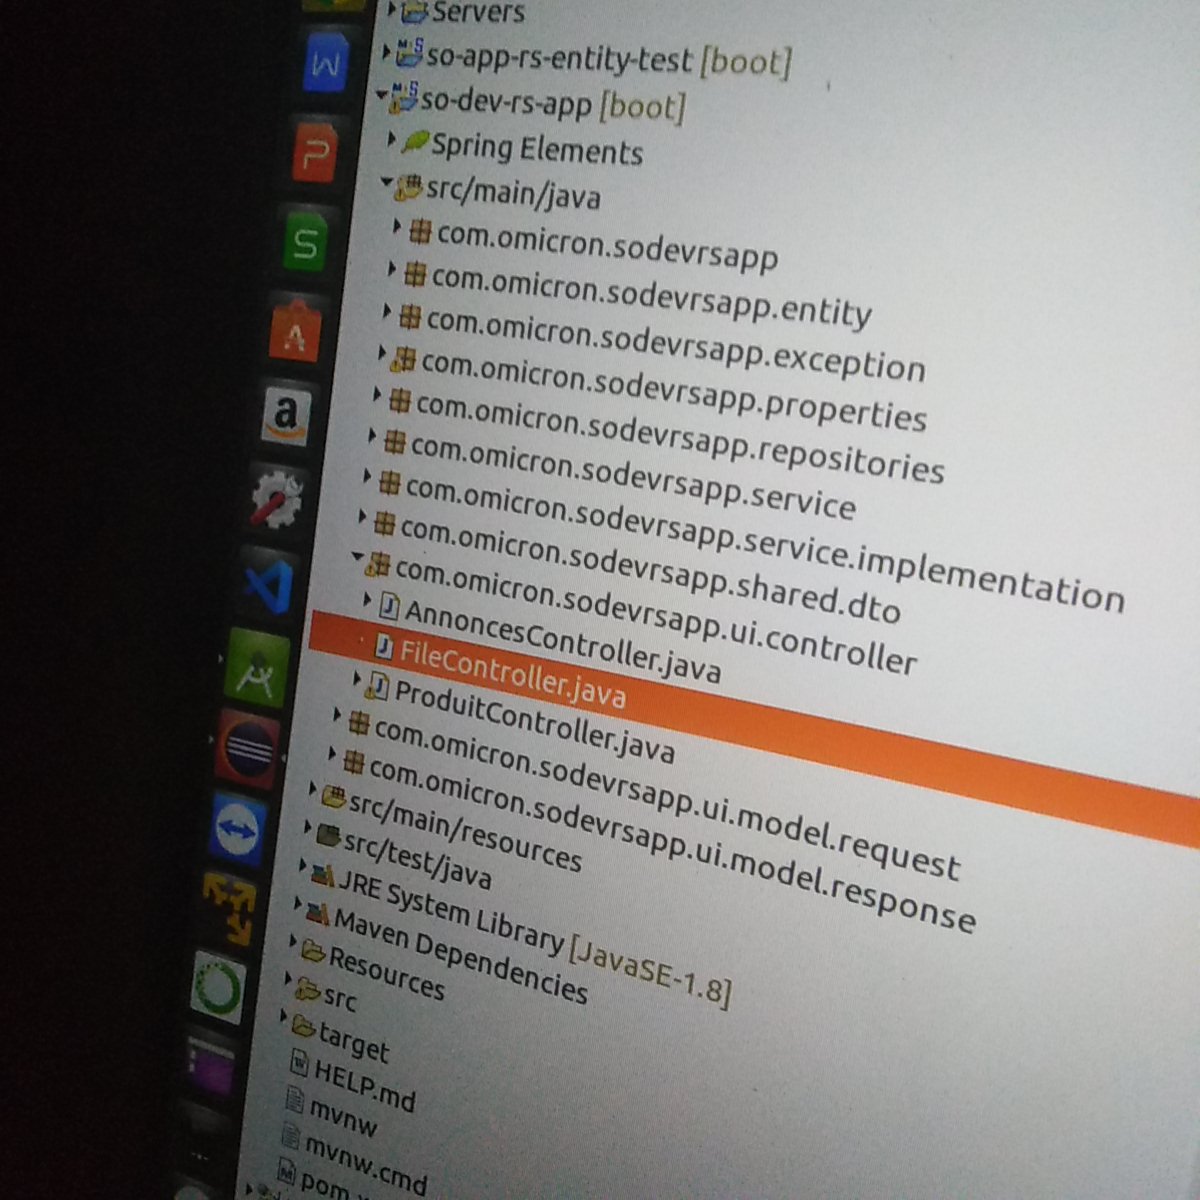 Servers
so-app-rs-entity-test [boot]
so-dev-rs-app [boot]
Spring Elements
src/main/java
com.omicron.sodevrsapp
com.omicron.sodevrsapp.entity
com.omicron.sodevrsapp.exception
com.omicron.sodevrsapp.properties
com.omicron.sodevrsapp.repositories
com.omicron.sodevrsapp.service
com.omicron.sodevrsapp.service.implementation
com.omicron.sodevrsapp.shared.dto
com.omicron.sodevrsapp.ui.controller
AnnoncesController.java
FileController.java
ProduitController.java
com.omicron.sodevrsapp.ui.model.request
com.omicron.sodevrsapp.ui.model.response
src/main/resources
src/test/java
JRE System Library [JavaSE-1.8]
Maven Dependencies
Resources
src
target
HELP.md
mvnw
mvnw.cmd
W
P
S
A
a